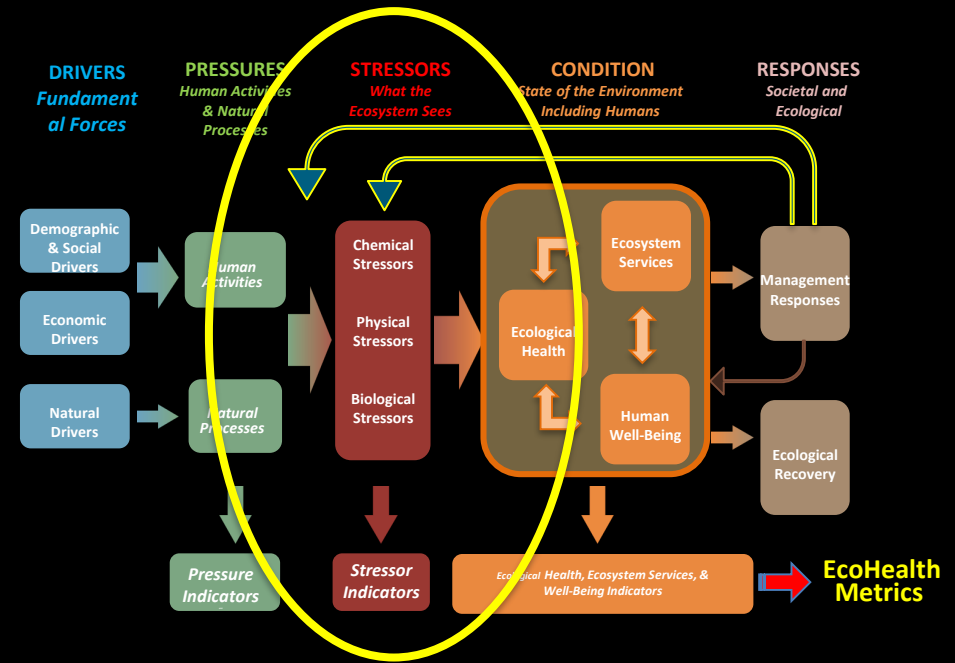 DRIVERS
Fundament
al Forces
PRESSURES
Human Activities
& Natural
Processes
STRESSORS
What the
Ecosystem Sees
CONDITION
State of the Environment
Including Humans
RESPONSES
Societal and
Ecological
Demographic
& Social
Drivers
Economic
Drivers
Natural
Drivers
Human
Activities
Natural
Processes
Chemical
Stressors
Physical
Stressors
Biological
Stressors
Ecosystem
Services
Ecological
Health
Human
Well-Being
Management
Responses
Ecological
Recovery
Pressure
Indicators
Stressor
Indicators
Ecological Health, Ecosystem Services, &
Well-Being Indicators
EcoHealth
Metrics